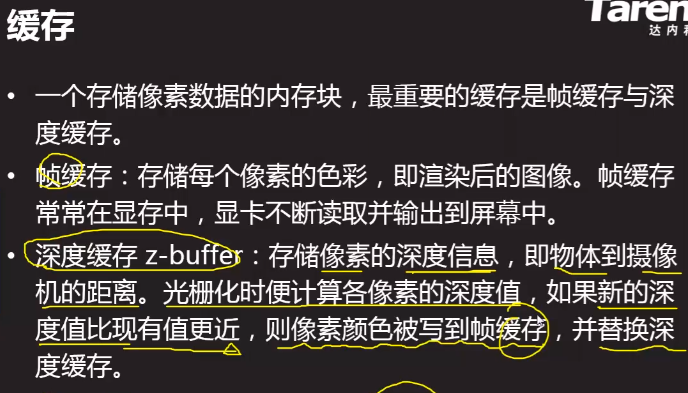 缓存
Taren
达内科
• 一个存储像素数据的内存块，最重要的缓存是帧缓存与深
度缓存。
• 帧缓存：存储每个像素的色彩，即渲染后的图像。帧缓存
常常在显存中，显卡不断读取并输出到屏幕中。
• 深度缓存 z-buffer：存储像素的深度信息，即物体到摄像
机的距离。光栅化时便计算各像素的深度值，如果新的深
度值比现有值更近，则像素颜色被写到帧缓存，并替换深
度缓存。